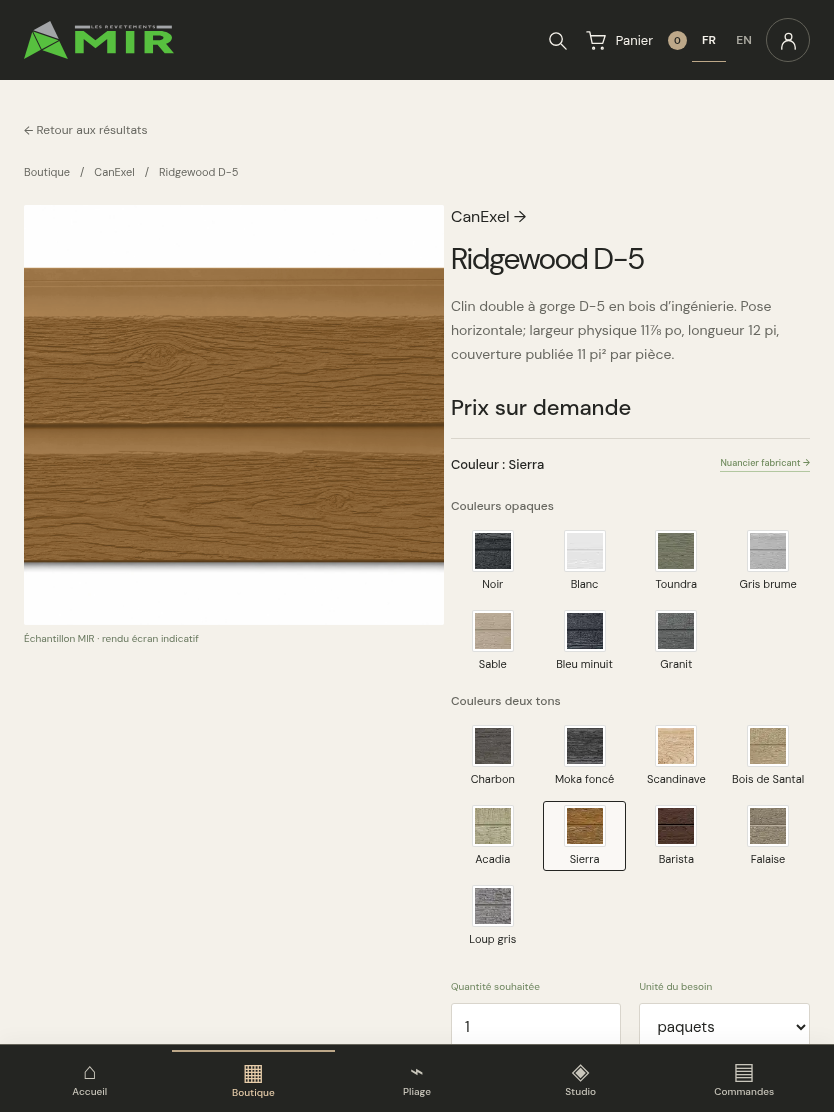 LES REVÊTEMENTS
MIR
Panier
0
FR
EN
← Retour aux résultats
Boutique / CanExel / Ridgewood D-5
CanExel →
Ridgewood D-5
Clin double à gorge D-5 en bois d’ingénierie. Pose
horizontale; largeur physique 11⅞ po, longueur 12 pi,
couverture publiée 11 pi² par pièce.
Prix sur demande
Couleur : Sierra
Nuancier fabricant →
Couleurs opaques
Noir
Blanc
Toundra
Gris brume
Sable
Bleu minuit
Granit
Couleurs deux tons
Charbon
Moka foncé
Scandinave
Bois de Santal
Acadia
Sierra
Barista
Falaise
Loup gris
Échantillon MIR · rendu écran indicatif
Quantité souhaitée
Unité du besoin
1
paquets
Accueil
Boutique
Pliage
Studio
Commandes